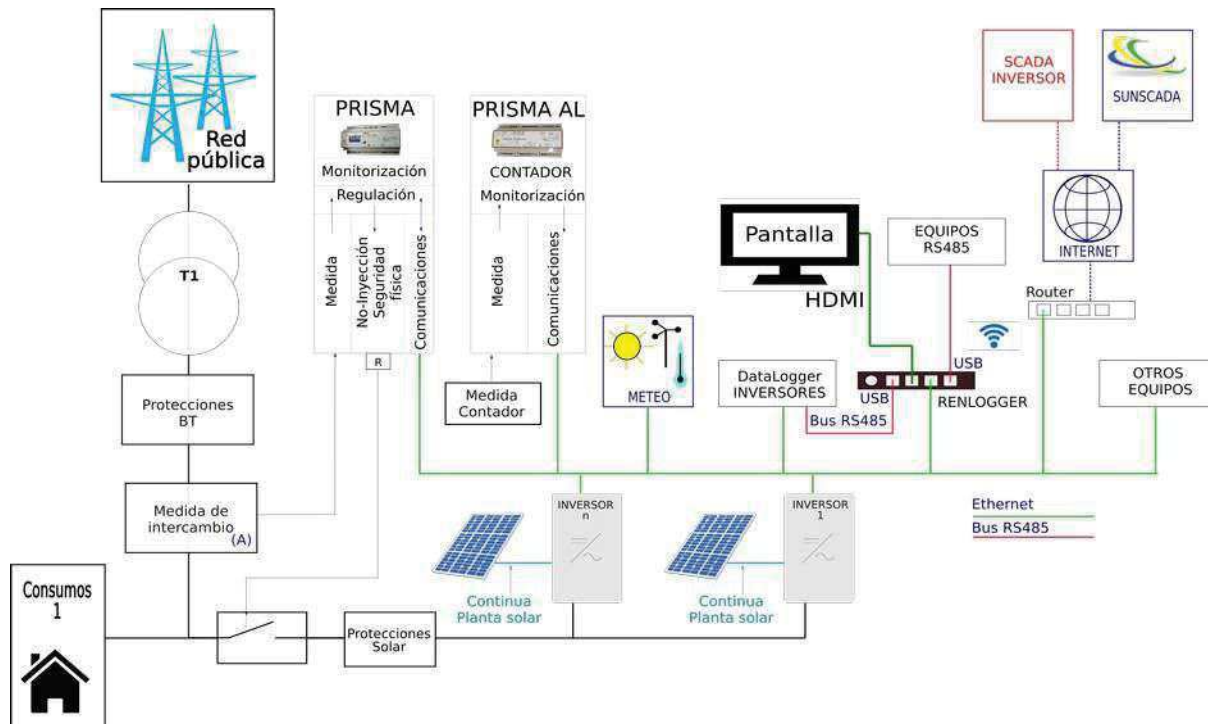 Red
pública
T1
Protecciones
BT
Medida de
intercambio
(A)
Consumos
1
Protecciones
Solar
PRISMA
Monitorización
Regulación
Medida
No-Inyección
Seguridad
física
Comunicaciones
R
PRISMA AL
CONTADOR
Monitorización
Medida
Comunicaciones
Medida
Contador
METEO
Pantalla
HDMI
EQUIPOS
RS485
DataLogger
INVERSORES
USB
USB
Bus RS485
RENLOGGER
SCADA
INVERSOR
SUNSCADA
INTERNET
Router
OTROS
EQUIPOS
INVERSOR
n
INVERSOR
1
Continua
Planta solar
Continua
Planta solar
Ethernet
Bus RS485